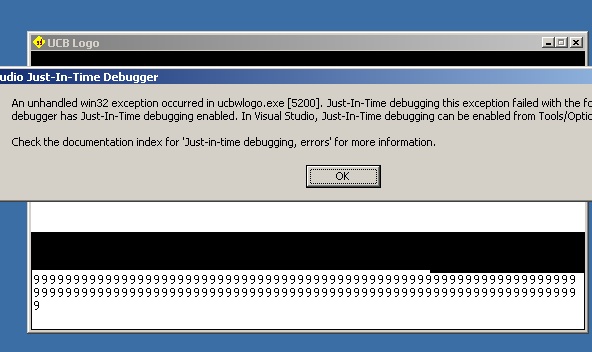 UCB Logo
udio Just-In-Time Debugger
An unhandled win32 exception occurred in ucbwlogo.exe [5200]. Just-In-Time debugging this exception failed with the fo
debugger has Just-In-Time debugging enabled. In Visual Studio, Just-In-Time debugging can be enabled from Tools/Optio
Check the documentation index for 'Just-in-time debugging, errors' for more information.
OK
99999999999999999999999999999999999999999999999999999999999999999999
99999999999999999999999999999999999999999999999999999999999999999999
9